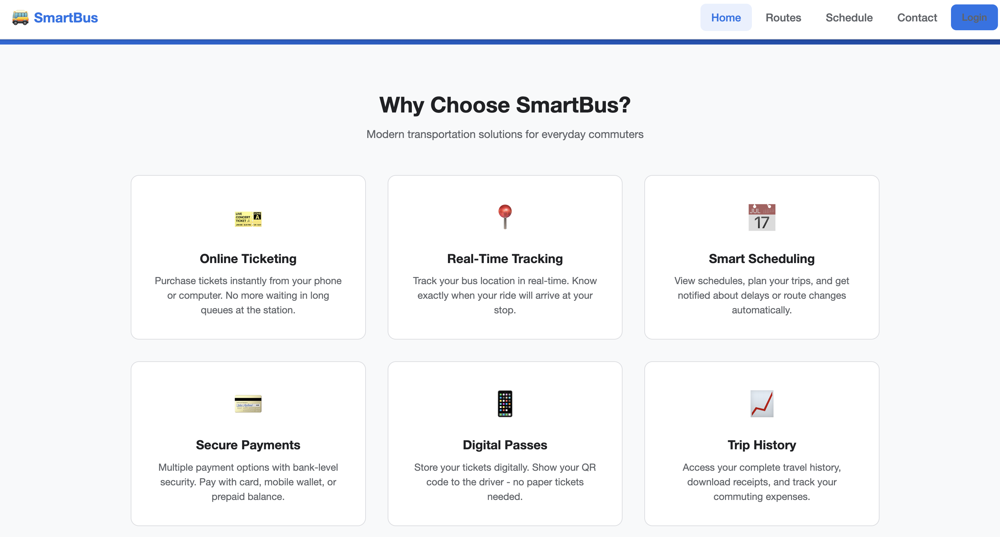 SmartBus
Home
Routes
Schedule
Contact
Login
Why Choose SmartBus?
Modern transportation solutions for everyday commuters
LIVE
CONCERT
TICKET
ZONE
A
JUL
17
Online Ticketing
Real-Time Tracking
Smart Scheduling
Purchase tickets instantly from your phone
or computer. No more waiting in long
queues at the station.
Track your bus location in real-time. Know
exactly when your ride will arrive at your
stop.
View schedules, plan your trips, and get
notified about delays or route changes
automatically.
Secure Payments
Digital Passes
Trip History
Multiple payment options with bank-level
security. Pay with card, mobile wallet, or
prepaid balance.
Store your tickets digitally. Show your QR
code to the driver - no paper tickets
needed.
Access your complete travel history,
download receipts, and track your
commuting expenses.